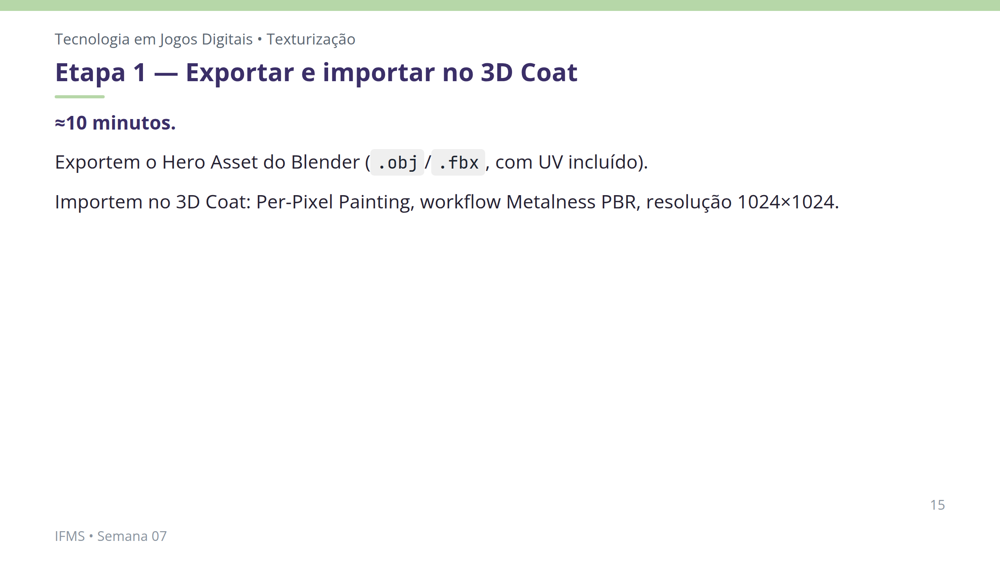 Tecnologia em Jogos Digitais • Texturização
Etapa 1 — Exportar e importar no 3D Coat
≈10 minutos.
Exportem o Hero Asset do Blender (.obj/.fbx, com UV incluído).
Importem no 3D Coat: Per-Pixel Painting, workflow Metalness PBR, resolução 1024×1024.
15
IFMS • Semana 07